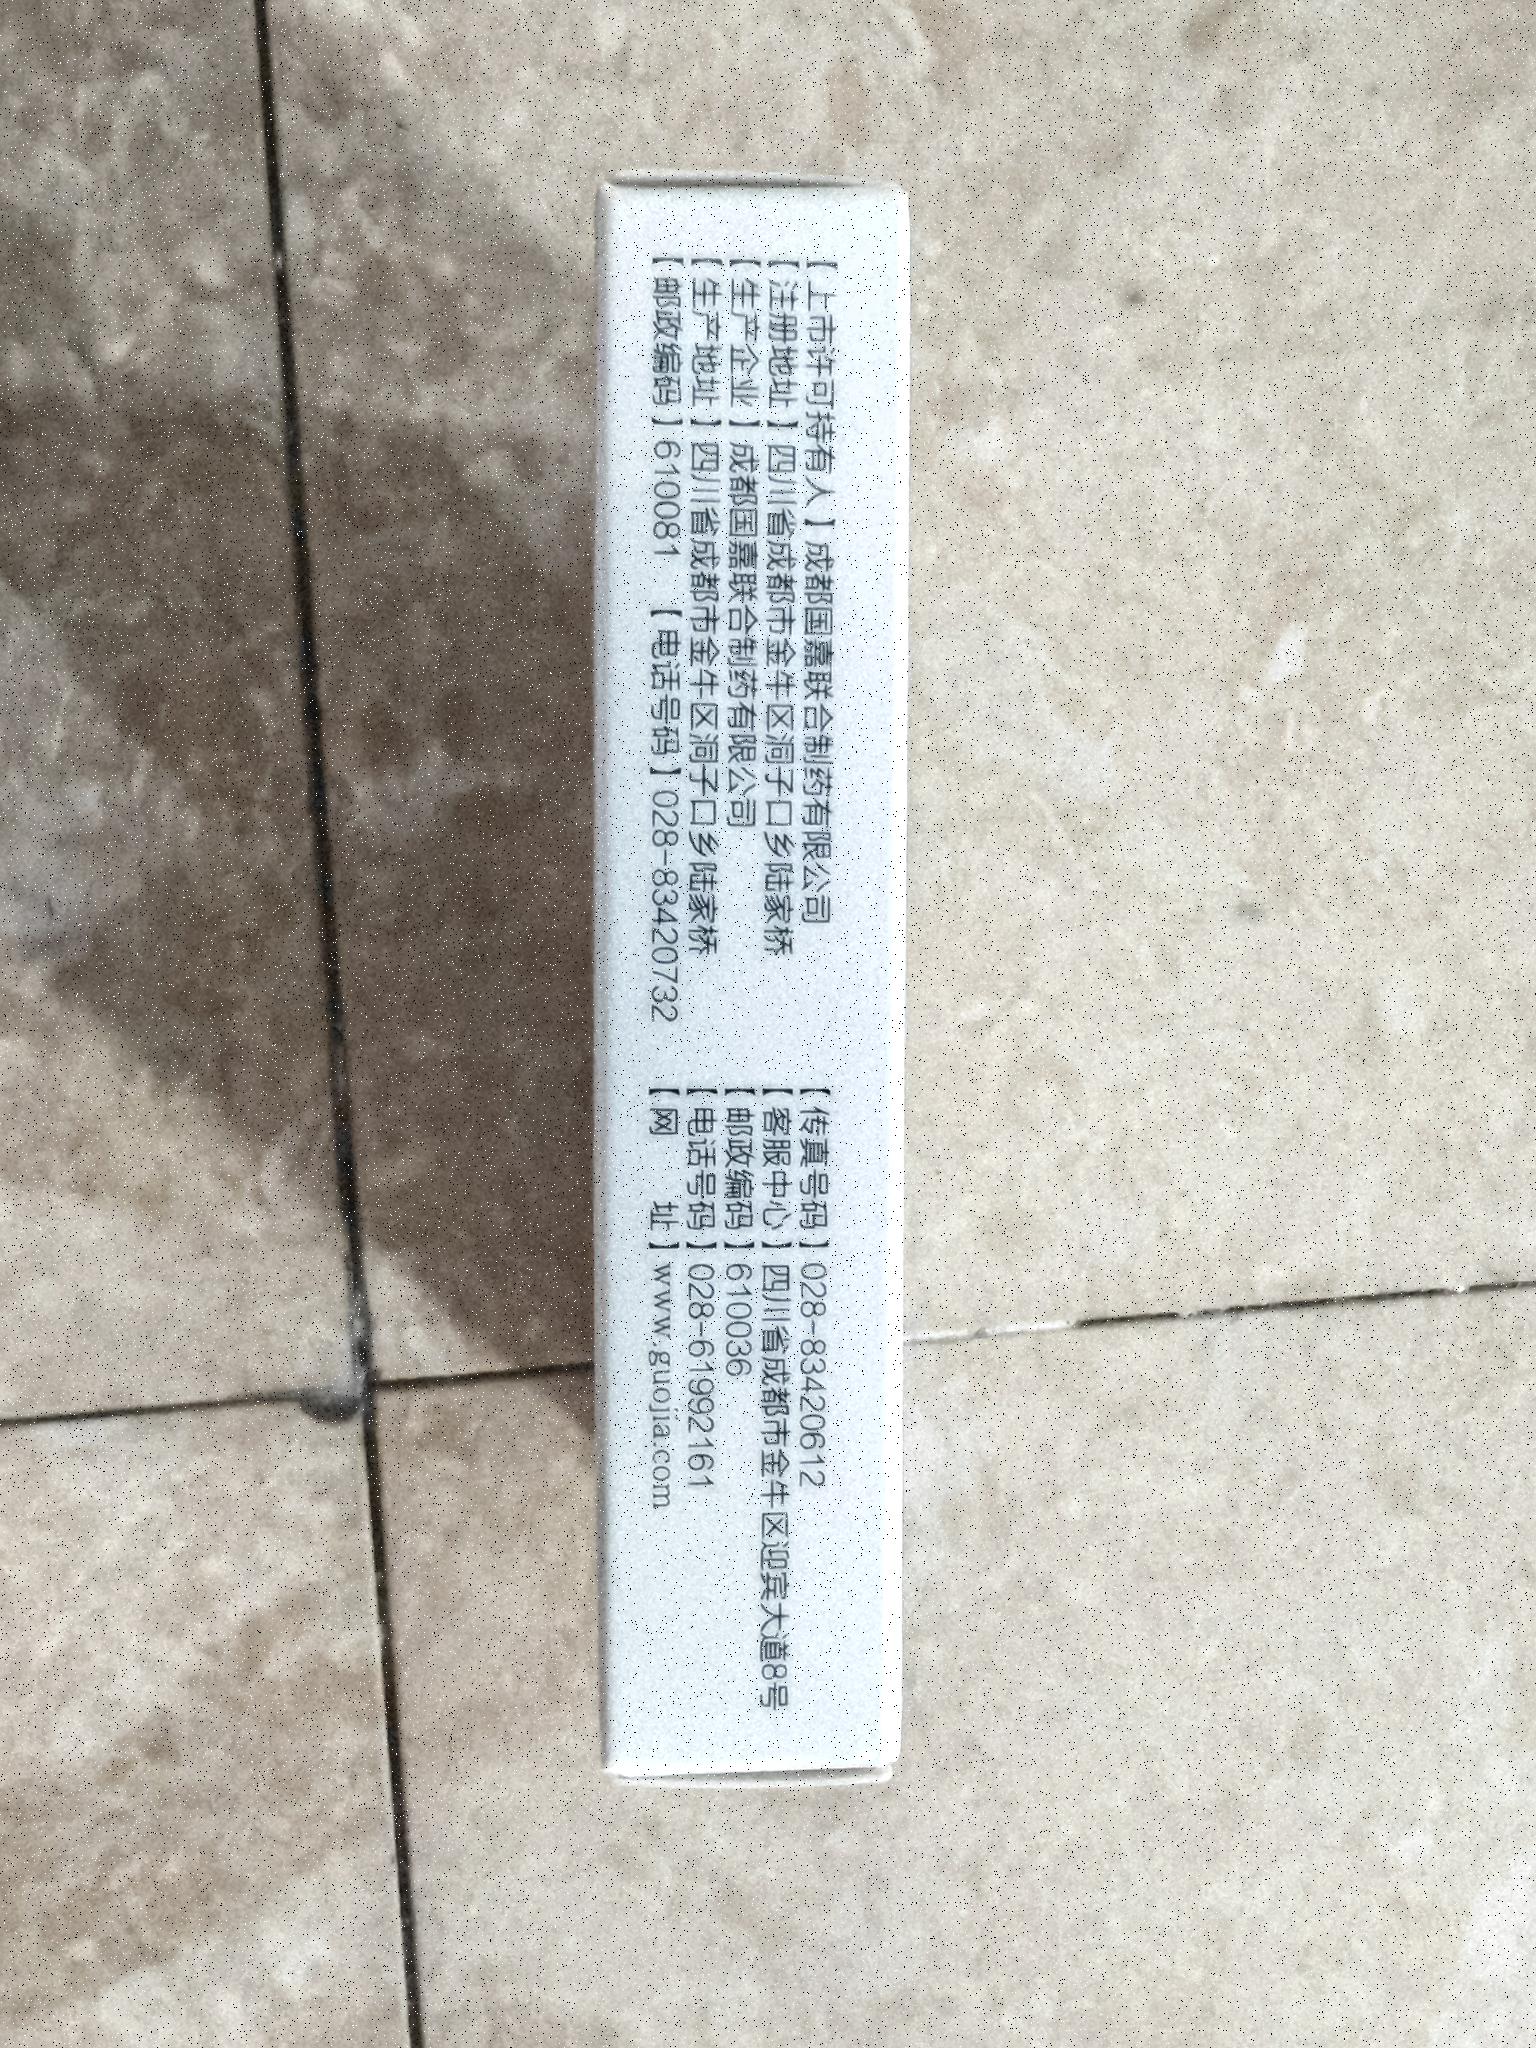 【上市许可持有人】成都国嘉联合制药有限公司
【注册地址】四川省成都市金牛区洞子口乡陆家桥
【生产企业】成都国嘉联合制药有限公司
【生产地址】四川省成都市金牛区洞子口乡陆家桥
【邮政编码】610081 【电话号码】028-83420732
【传真号码】028-83420612
【客服中心】四川省成都市金牛区迎宾大道8号
【邮政编码】610036
【电话号码】028-61992161
【网 址】www.guojia.com